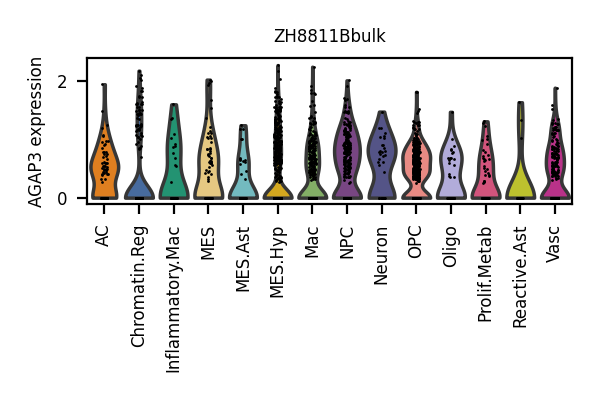 ZH8811Bbulk
AGAP3 expression
2
0
AC
Chromatin.Reg
Inflammatory.Mac
MES
MES.Ast
MES.Hyp
Mac
NPC
Neuron
OPC
Oligo
Prolif.Metab
Reactive.Ast
Vasc